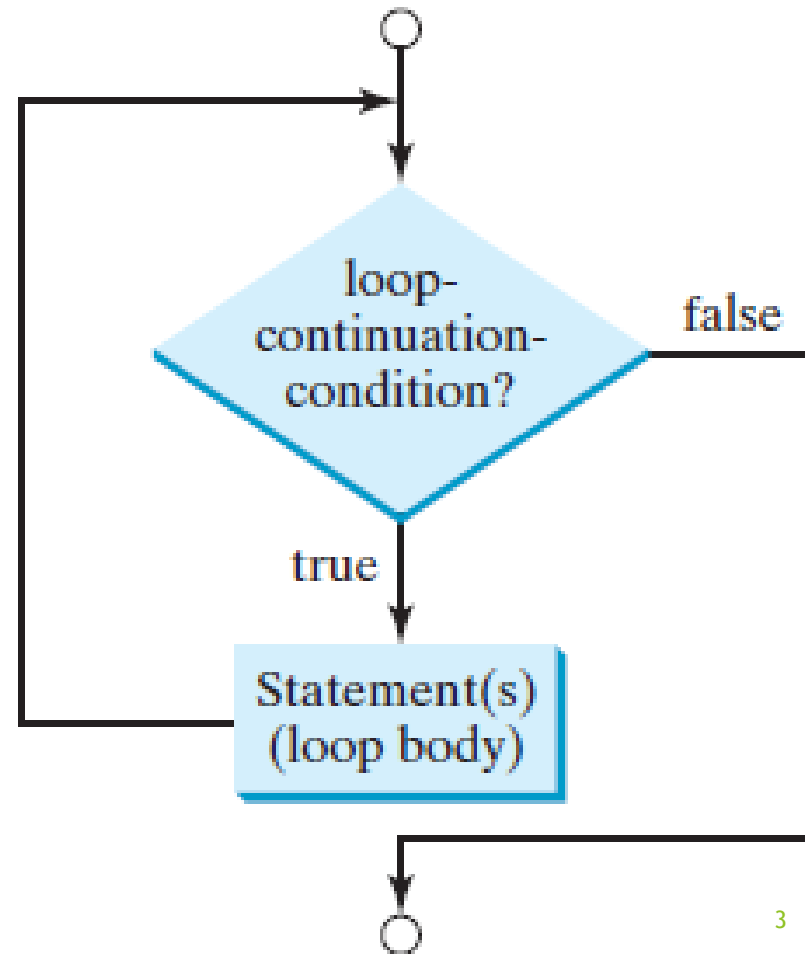 loop-
continuation-
condition?
false
true
Statement(s)
(loop body)
3